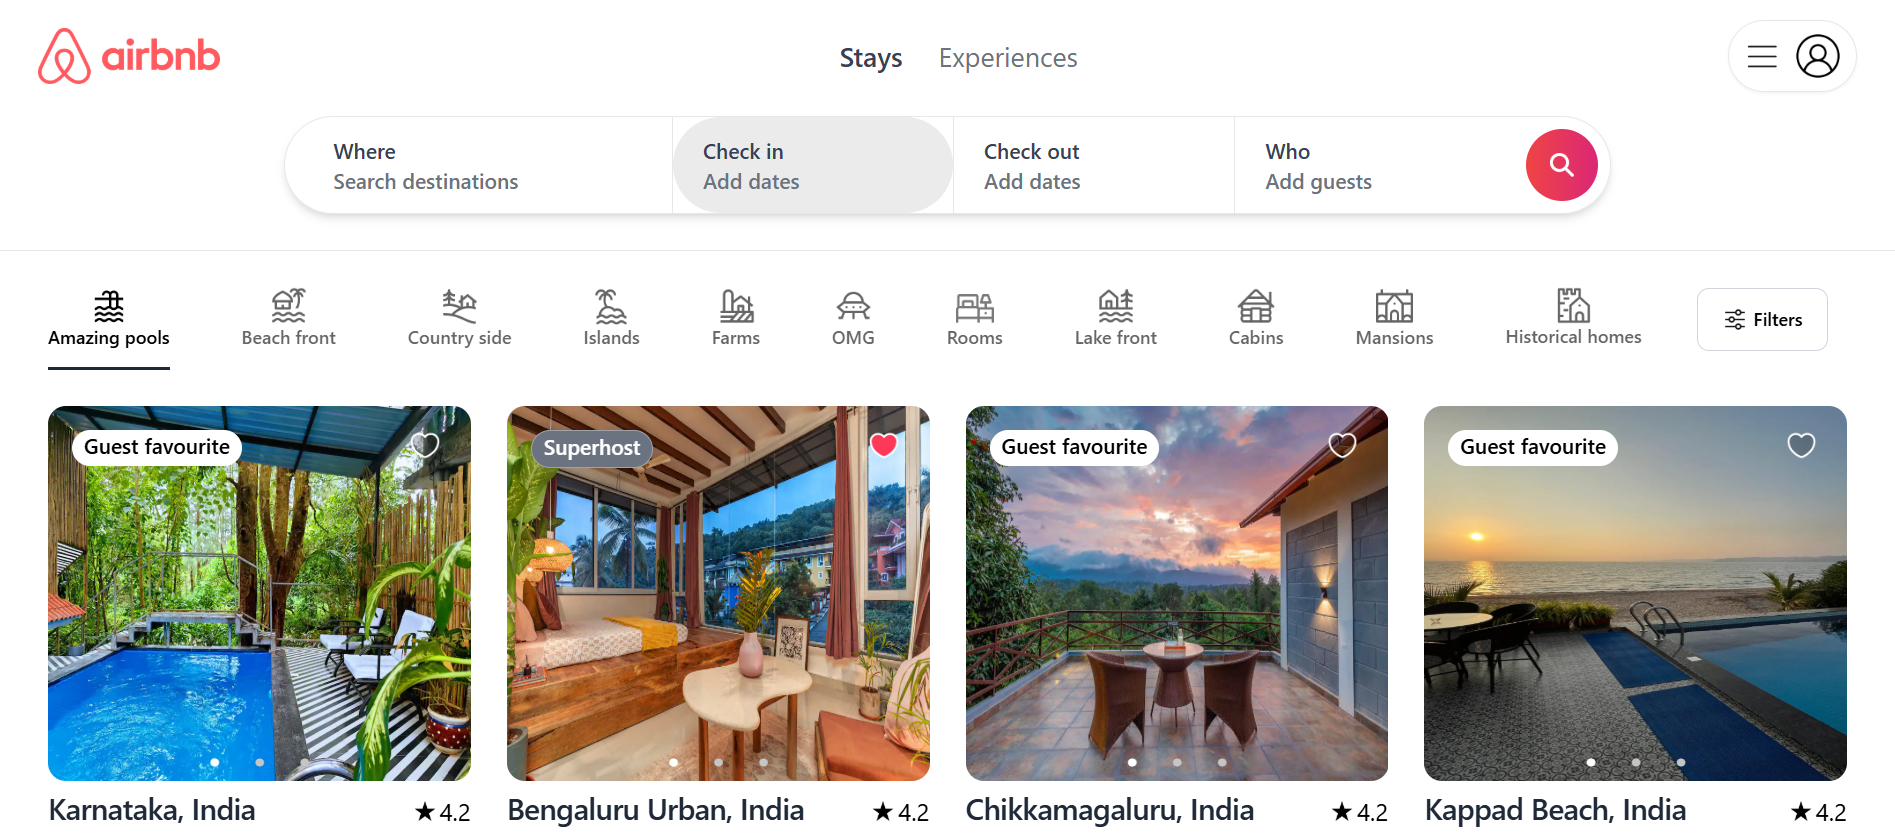 airbnb
Stays Experiences
Where Check in Check out Who
Search destinations Add dates Add dates Add guests
Amazing pools Beach front Country side Islands Farms OMG Rooms Lake front Cabins Mansions Historical homes Filters
Guest favourite Superhost Guest favourite Guest favourite
Karnataka, India ★ 4.2 Bengaluru Urban, India ★ 4.2 Chikkamagaluru, India ★ 4.2 Kappad Beach, India ★ 4.2